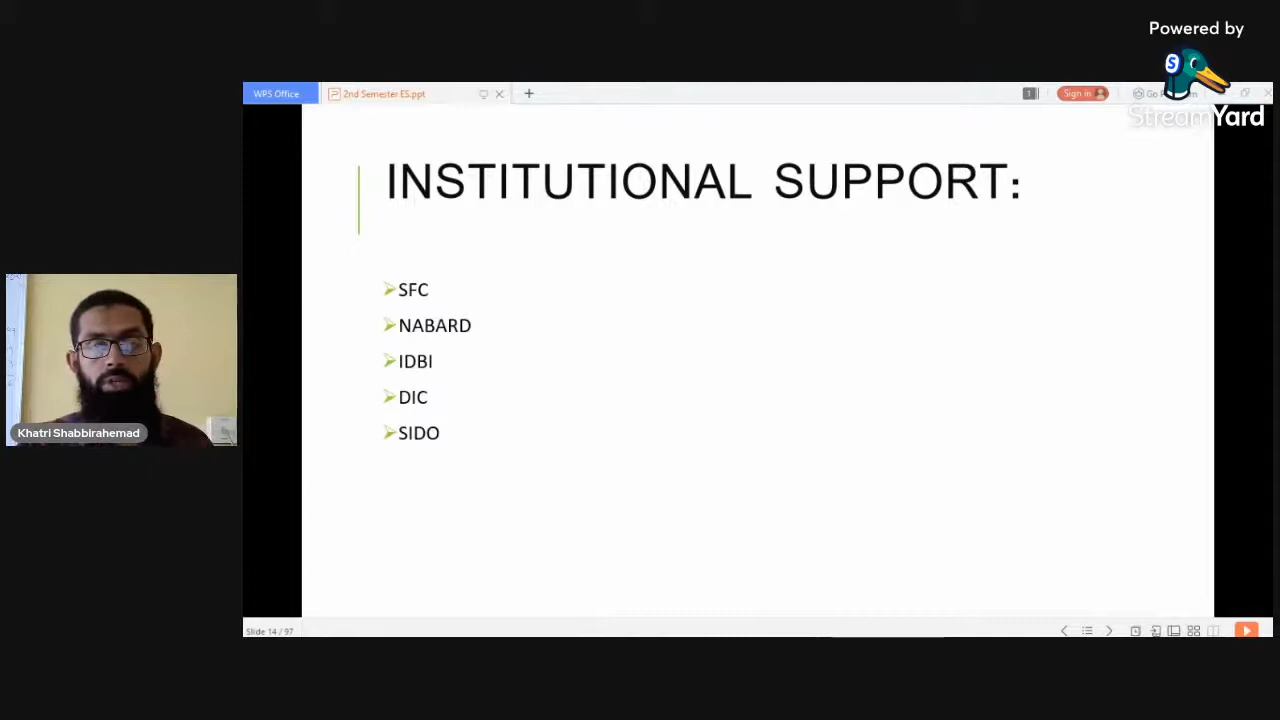 Powered by
S
StreamYard
WPS Office
2nd Semester ES.ppt
1
Sign in
INSTITUTIONAL SUPPORT:
➢SFC
➢NABARD
➢IDBI
➢DIC
➢SIDO
Khatri Shabbirahemad
Slide 14 / 97